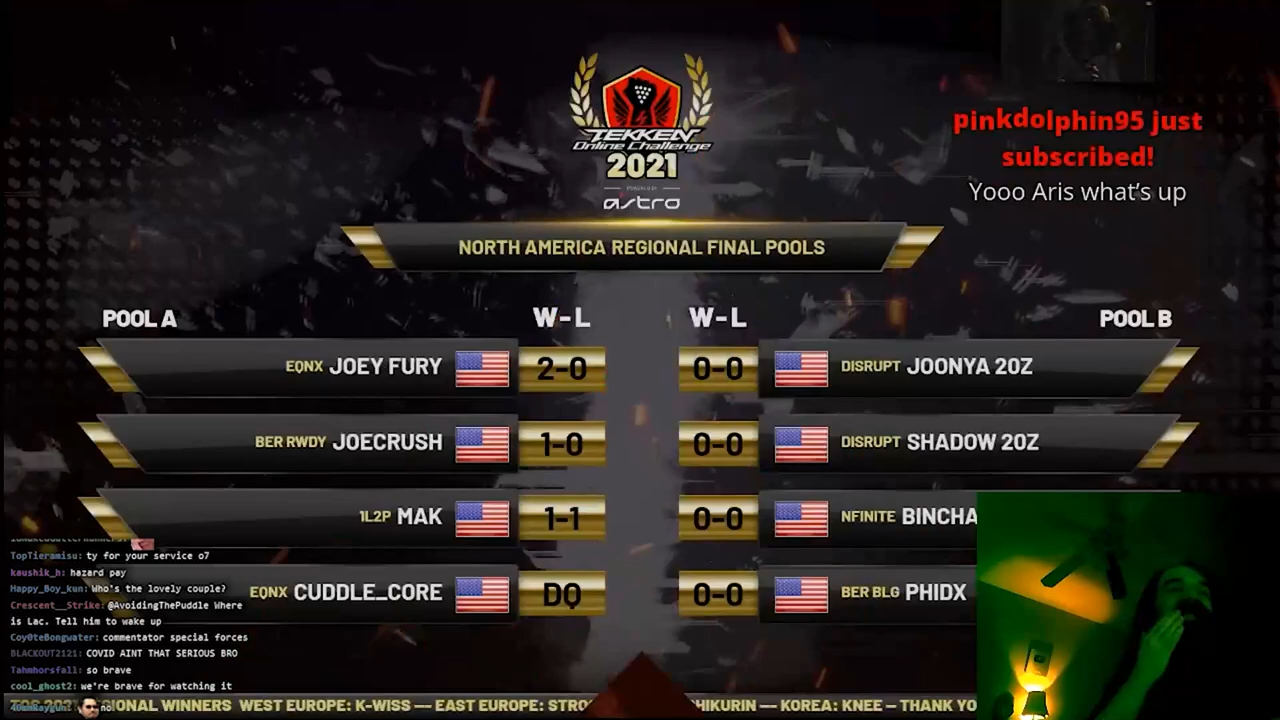 pinkdolphin95 just
subscribed!
Yooo Aris what's up
TEKKEN
Online Challenge
2021
POWERED BY
astro
NORTH AMERICA REGIONAL FINAL POOLS
POOL A
W-L
W-L
POOL B
EQNX JOEY FURY
2-0
0-0
DISRUPT JOONYA 20Z
BER RWDY JOECRUSH
1-0
0-0
DISRUPT SHADOW 20Z
1L2P MAK
1-1
0-0
NFINITE BINCHA
EQNX CUDDLE_CORE
DQ
0-0
BER BLG PHIDX
TopTieramisu: ty for your service o7
kaushik_h: hazard pay
Happy_Boy_kun: Who's the lovely couple?
Crescent__Strike: @AvoidingThePuddle Where
is Lac. Tell him to wake up
Coy0teBongwater: commentator special forces
BLACKOUT2121: COVID AINT THAT SERIOUS BRO
Tahmhorsfall: so brave
cool_ghost2: we're brave for watching it
no
IONAL WINNERS WEST EUROPE: K-WISS — EAST EUROPE: STRO HIKURIN — KOREA: KNEE – THANK YO